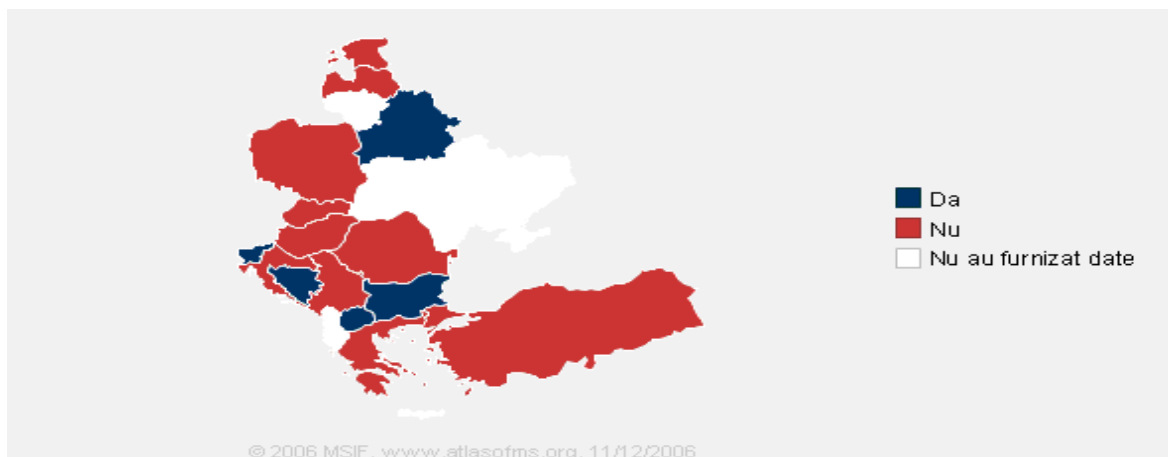 Da
Nu
Nu au furnizat date
© 2006 MSIF, www.atlasofms.org, 11/12/2006